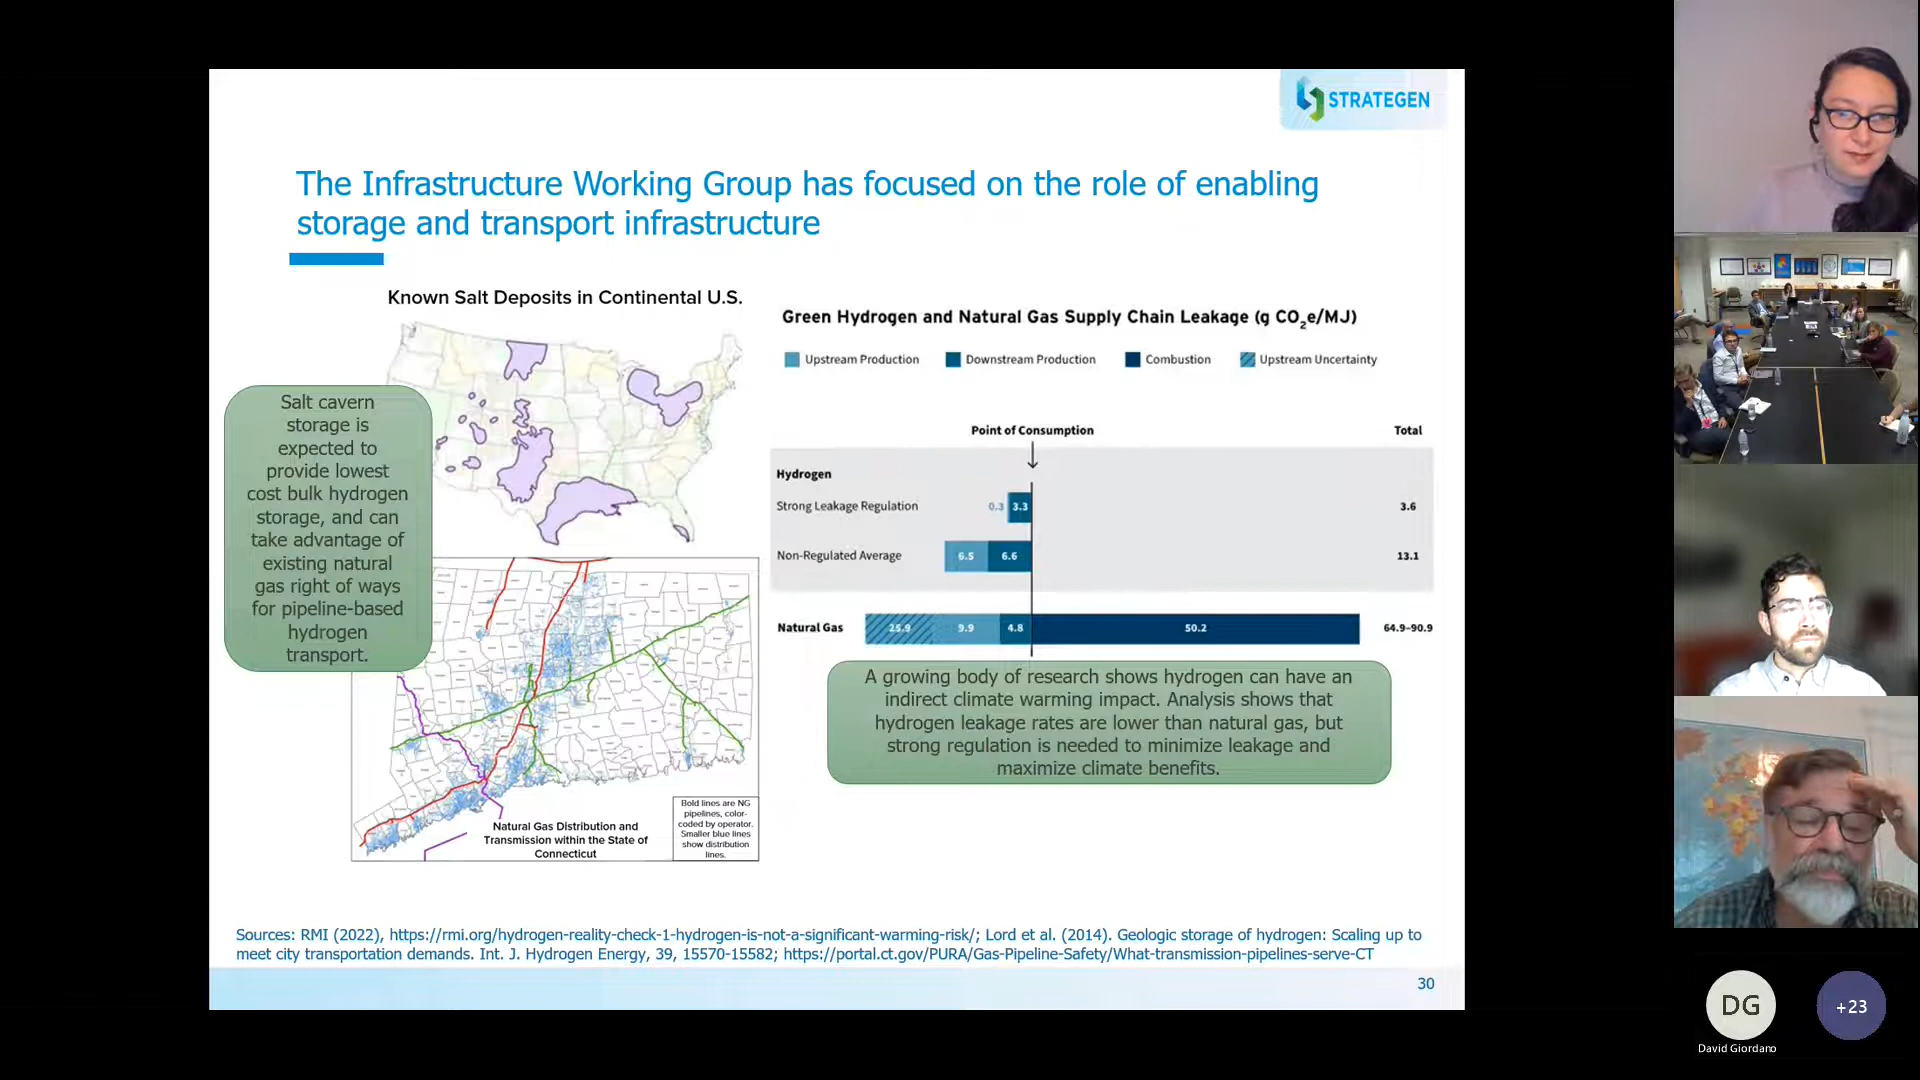 STRATEGEN
The Infrastructure Working Group has focused on the role of enabling
storage and transport infrastructure
Known Salt Deposits in Continental U.S.
Salt cavern
storage is
expected to
provide lowest
cost bulk hydrogen
storage, and can
take advantage of
existing natural
gas right of ways
for pipeline-based
hydrogen
transport.
Natural Gas Distribution and
Transmission within the State of
Connecticut
Bold lines are NG
pipelines, color-
coded by operator.
Smaller blue lines
show distribution
lines.
Green Hydrogen and Natural Gas Supply Chain Leakage (g CO₂e/MJ)
Upstream Production Downstream Production Combustion Upstream Uncertainty
Point of Consumption Total
Hydrogen
Strong Leakage Regulation 0.3 3.3 3.6
Non-Regulated Average 6.5 6.6 13.1
Natural Gas 25.9 9.9 4.8 50.2 64.9–90.9
A growing body of research shows hydrogen can have an
indirect climate warming impact. Analysis shows that
hydrogen leakage rates are lower than natural gas, but
strong regulation is needed to minimize leakage and
maximize climate benefits.
Sources: RMI (2022), https://rmi.org/hydrogen-reality-check-1-hydrogen-is-not-a-significant-warming-risk/; Lord et al. (2014). Geologic storage of hydrogen: Scaling up to
meet city transportation demands. Int. J. Hydrogen Energy, 39, 15570-15582; https://portal.ct.gov/PURA/Gas-Pipeline-Safety/What-transmission-pipelines-serve-CT
30
DG
David Giordano
+23